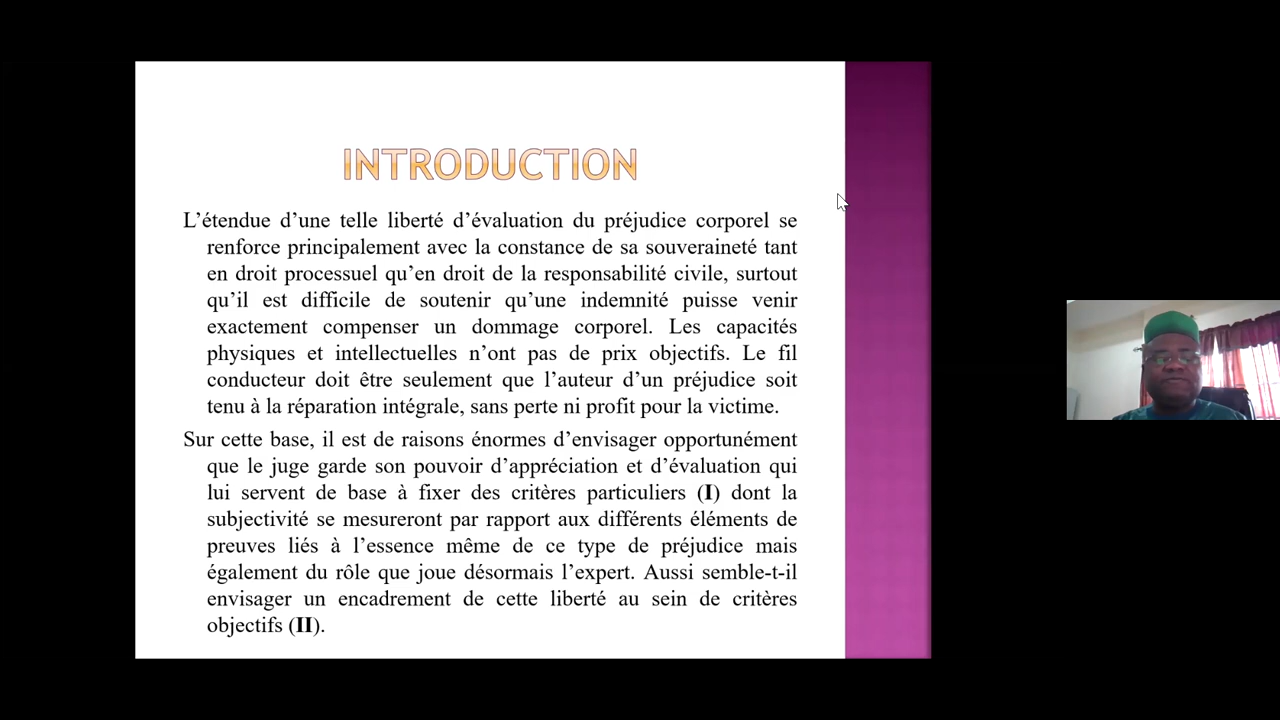 INTRODUCTION
L’étendue d’une telle liberté d’évaluation du préjudice corporel se
renforce principalement avec la constance de sa souveraineté tant
en droit processuel qu’en droit de la responsabilité civile, surtout
qu’il est difficile de soutenir qu’une indemnité puisse venir
exactement compenser un dommage corporel. Les capacités
physiques et intellectuelles n’ont pas de prix objectifs. Le fil
conducteur doit être seulement que l’auteur d’un préjudice soit
tenu à la réparation intégrale, sans perte ni profit pour la victime.
Sur cette base, il est de raisons énormes d’envisager opportunément
que le juge garde son pouvoir d’appréciation et d’évaluation qui
lui servent de base à fixer des critères particuliers (I) dont la
subjectivité se mesureront par rapport aux différents éléments de
preuves liés à l’essence même de ce type de préjudice mais
également du rôle que joue désormais l’expert. Aussi semble-t-il
envisager un encadrement de cette liberté au sein de critères
objectifs (II).